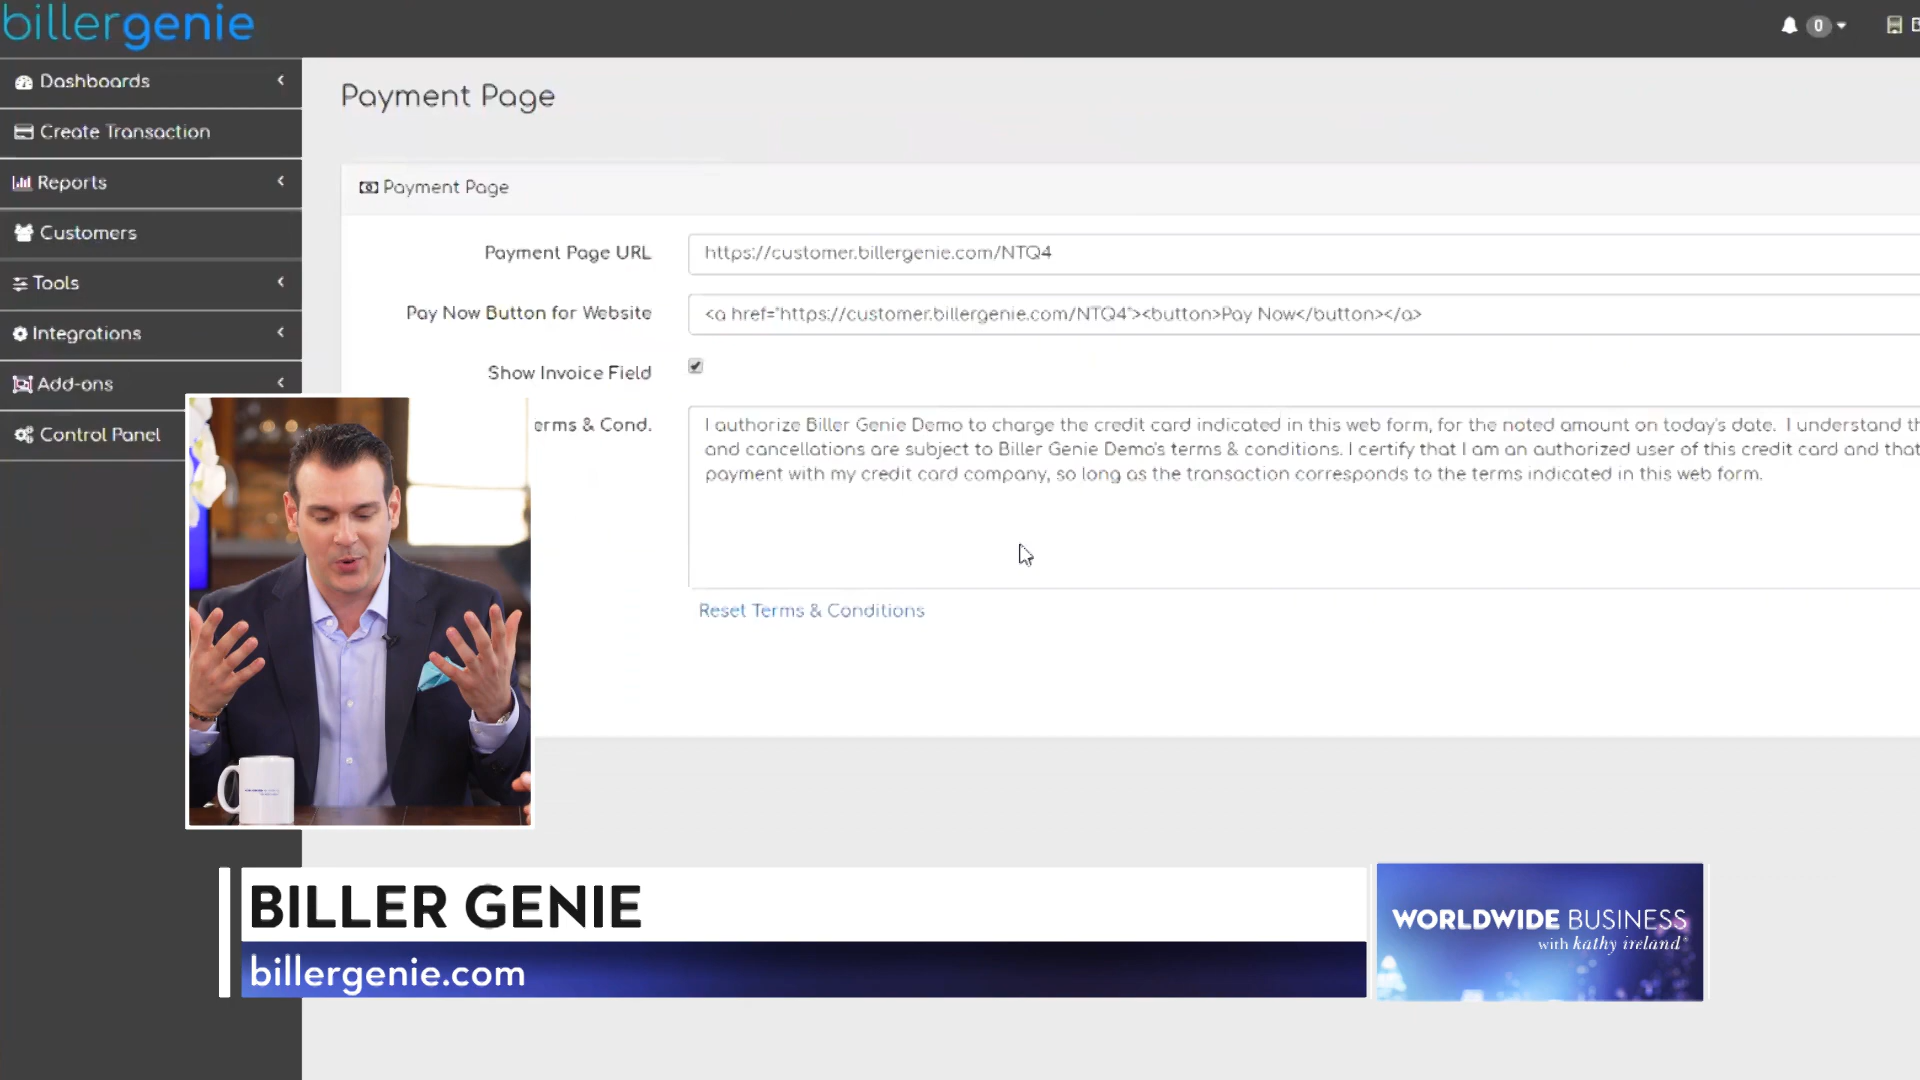 billergenie
0
Dashboards
Create Transaction
Reports
Customers
Tools
Integrations
Add-ons
Control Panel
Payment Page
Payment Page
Payment Page URL
https://customer.billergenie.com/NTQ4
Pay Now Button for Website
<a href="https://customer.billergenie.com/NTQ4"><button>Pay Now</button></a>
Show Invoice Field
erms & Cond.
I authorize Biller Genie Demo to charge the credit card indicated in this web form, for the noted amount on today's date. I understand th
and cancellations are subject to Biller Genie Demo's terms & conditions. I certify that I am an authorized user of this credit card and that
payment with my credit card company, so long as the transaction corresponds to the terms indicated in this web form.
Reset Terms & Conditions
BILLER GENIE
billergenie.com
WORLDWIDE BUSINESS
with kathy ireland